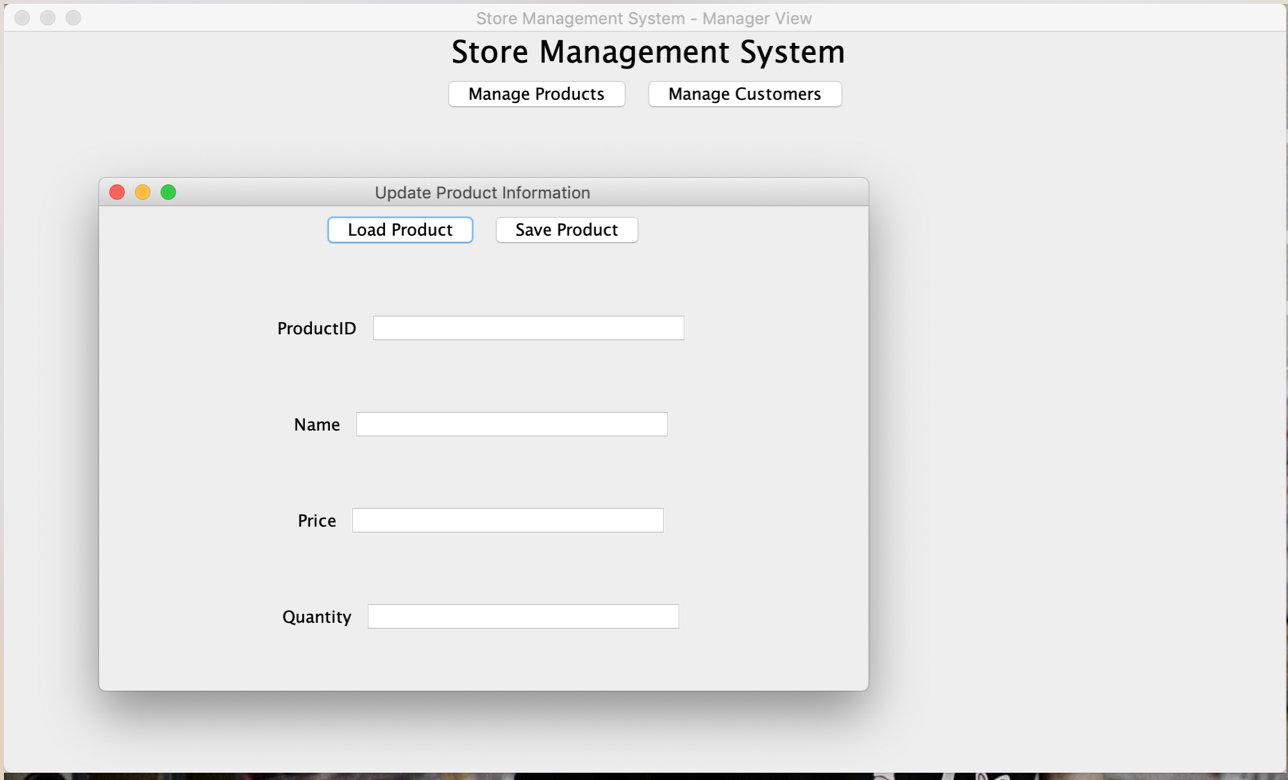 Store Management System - Manager View
Store Management System
Manage Products Manage Customers
Update Product Information
Load Product Save Product
ProductID
Name
Price
Quantity